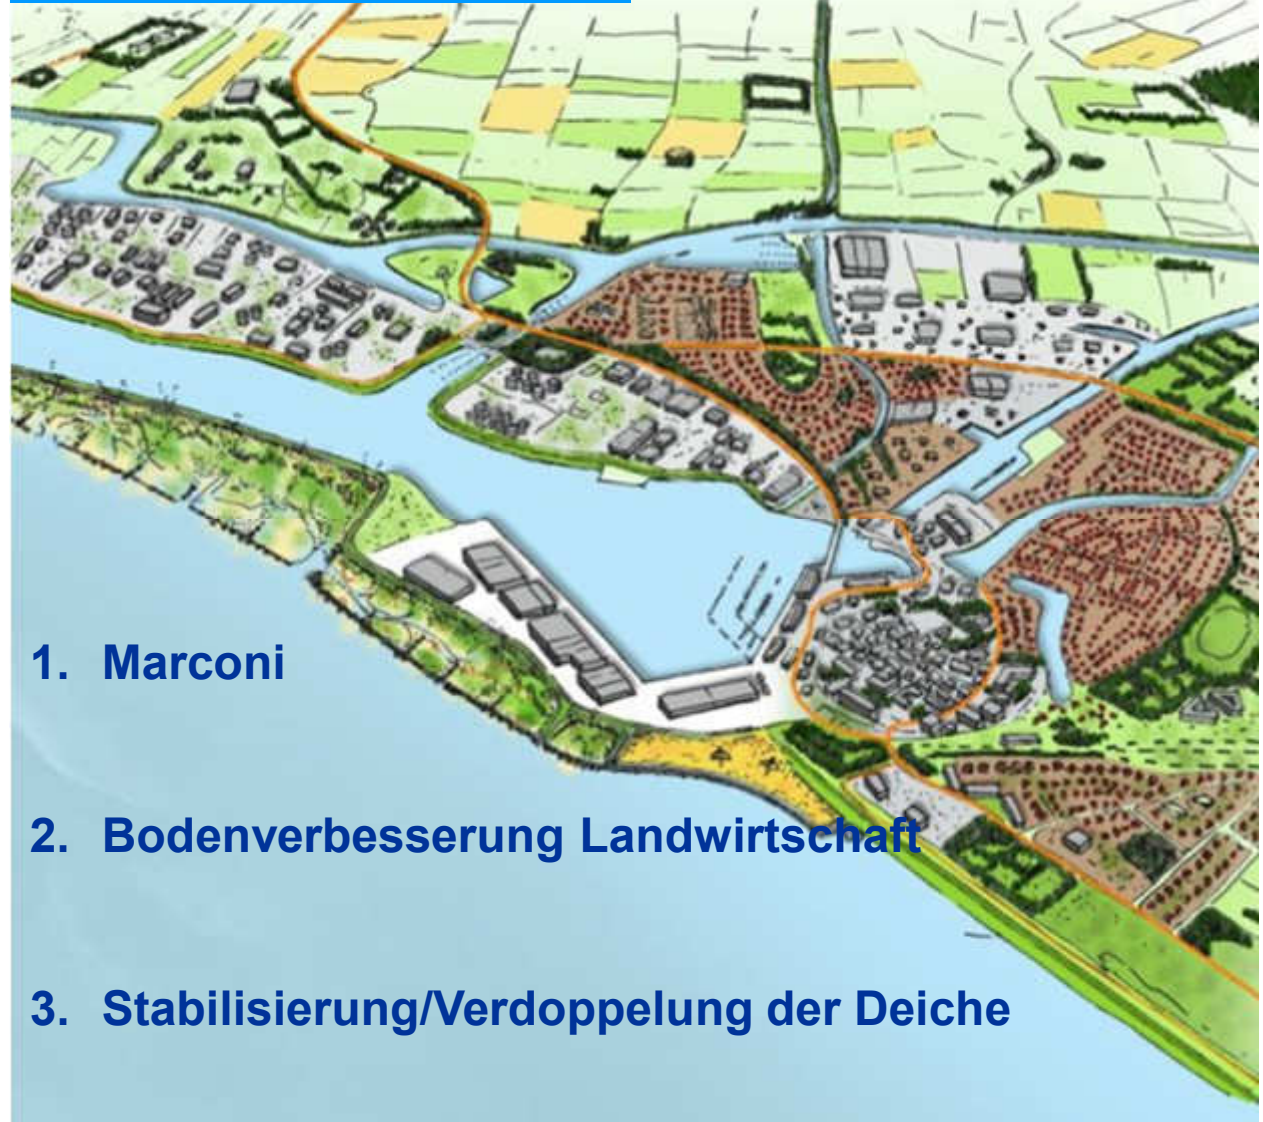 1. Marconi
2. Bodenverbesserung Landwirtschaft
3. Stabilisierung/Verdoppelung der Deiche